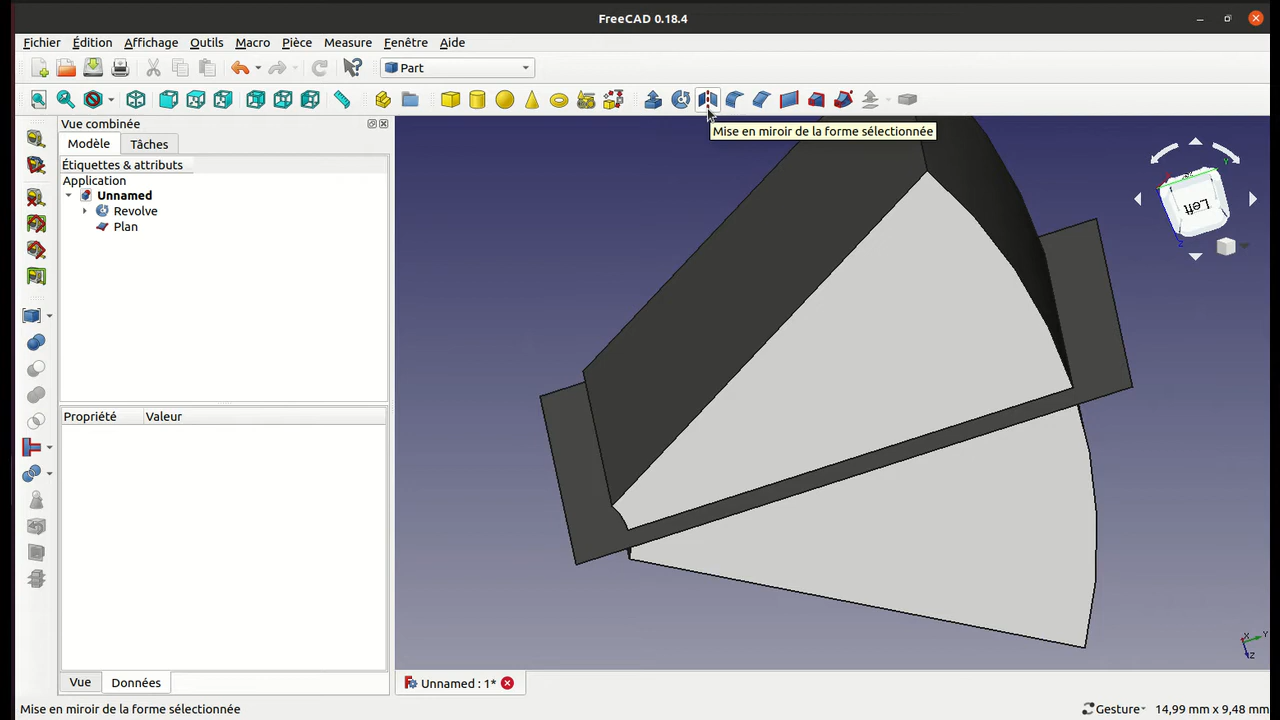 FreeCAD 0.18.4
Fichier Édition Affichage Outils Macro Pièce Measure Fenêtre Aide
Part
Mise en miroir de la forme sélectionnée
Vue combinée
Modèle Tâches
Étiquettes & attributs
Application
Unnamed
Revolve
Plan
Propriété Valeur
Left
X
Y
Z
X Y
Z
Vue Données
Unnamed : 1*
Mise en miroir de la forme sélectionnée
Gesture 14,99 mm x 9,48 mm